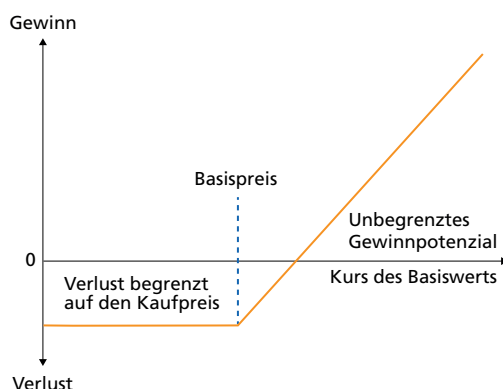 Gewinn
Basispreis
Unbegrenztes
Gewinnpotenzial
0
Kurs des Basiswerts
Verlust begrenzt
auf den Kaufpreis
Verlust